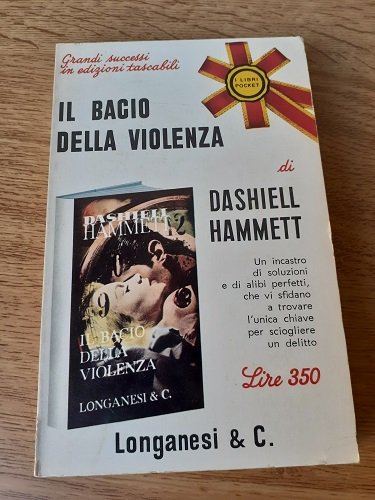 Grandi successi
in edizioni tascabili
I LIBRI
POCKET
IL BACIO
DELLA VIOLENZA
di
DASHIELL
HAMMETT
Un incastro
di soluzioni
e di alibi perfetti,
che vi sfidano
a trovare
l'unica chiave
per sciogliere
un delitto
Lire 350
DASHIELL
HAMMETT
9
IL BACIO
DELLA
VIOLENZA
LONGANESI & C.
Longanesi & C.